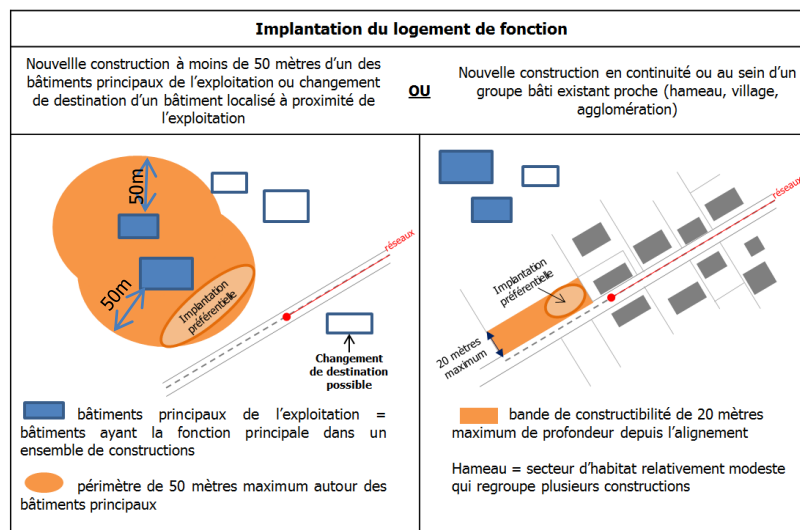 Implantation du logement de fonction
Nouvellle construction à moins de 50 mètres d'un des
bâtiments principaux de l'exploitation ou changement
de destination d'un bâtiment localisé à proximité de
l'exploitation
OU
Nouvelle construction en continuité ou au sein d'un
groupe bâti existant proche (hameau, village,
agglomération)
50m
50m
Implantation
préférentielle
réseaux
Changement
de destination
possible
bâtiments principaux de l'exploitation =
bâtiments ayant la fonction principale dans un
ensemble de constructions
périmètre de 50 mètres maximum autour des
bâtiments principaux
réseaux
Implantation
préférentielle
20 mètres
maximum
bande de constructibilité de 20 mètres
maximum de profondeur depuis l'alignement
Hameau = secteur d'habitat relativement modeste
qui regroupe plusieurs constructions